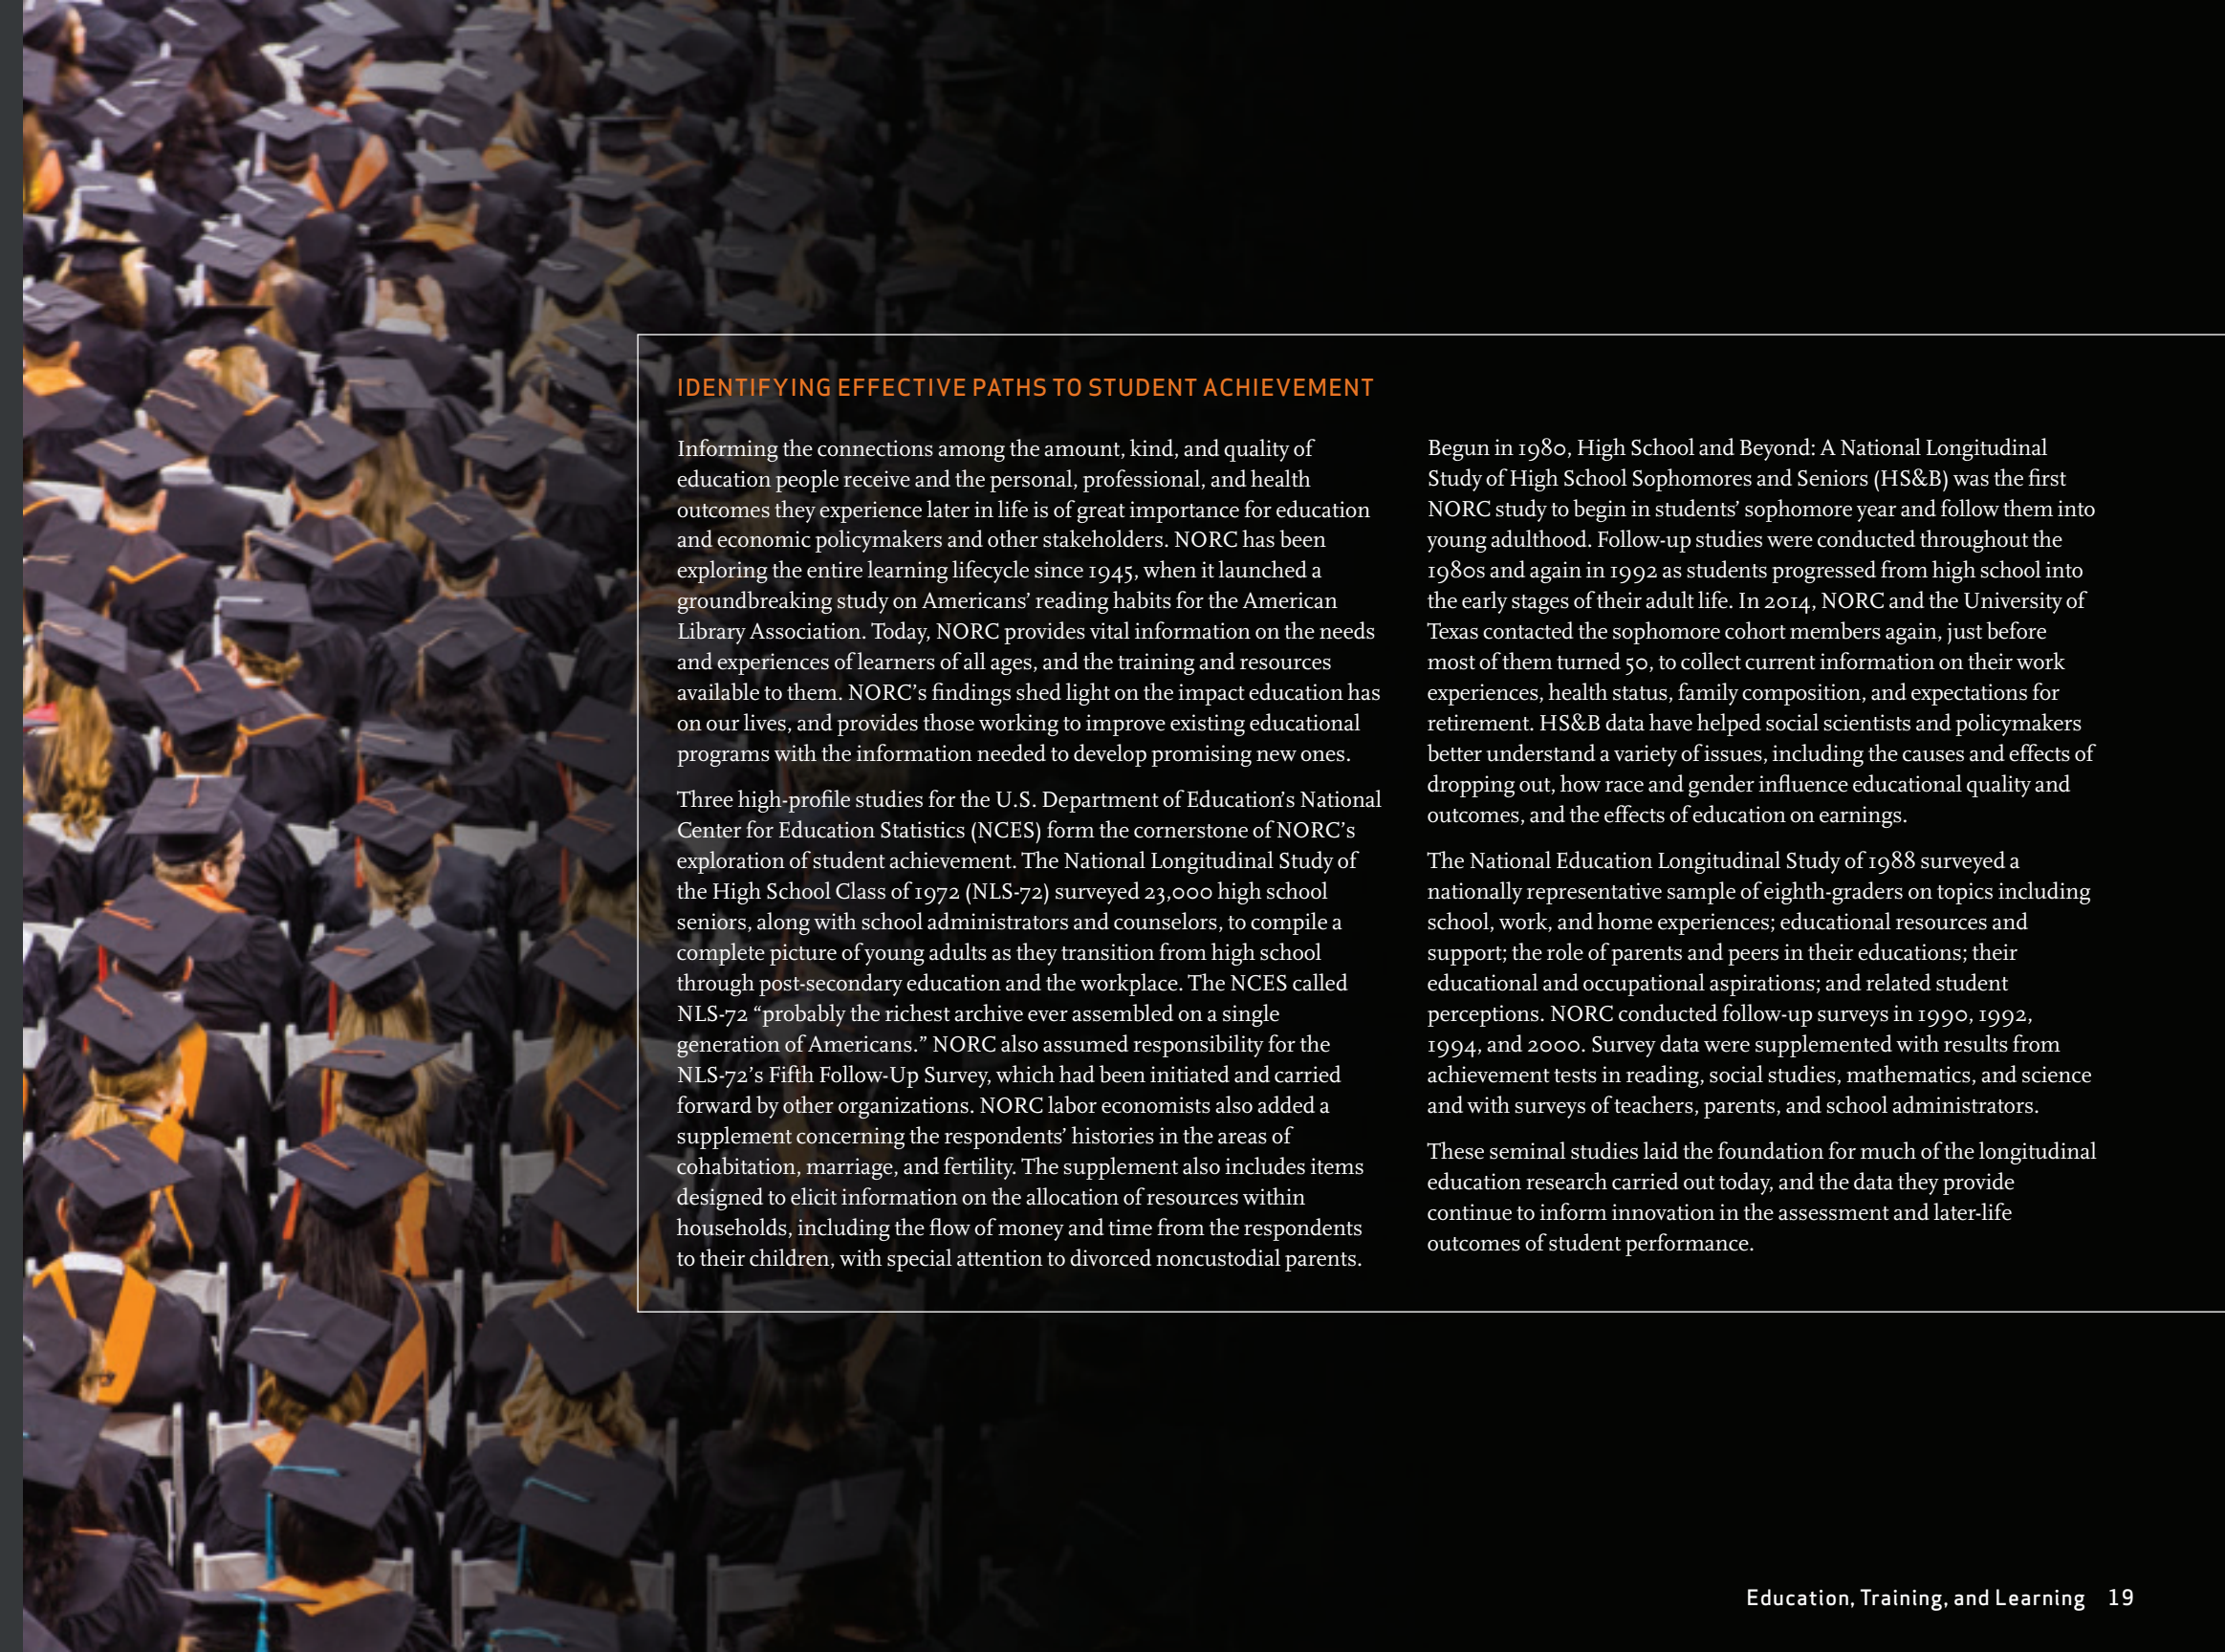 IDENTIFYING EFFECTIVE PATHS TO STUDENT ACHIEVEMENT
Informing the connections among the amount, kind, and quality of
education people receive and the personal, professional, and health
outcomes they experience later in life is of great importance for education
and economic policymakers and other stakeholders. NORC has been
exploring the entire learning lifecycle since 1945, when it launched a
groundbreaking study on Americans’ reading habits for the American
Library Association. Today, NORC provides vital information on the needs
and experiences of learners of all ages, and the training and resources
available to them. NORC’s findings shed light on the impact education has
on our lives, and provides those working to improve existing educational
programs with the information needed to develop promising new ones.
Three high-profile studies for the U.S. Department of Education’s National
Center for Education Statistics (NCES) form the cornerstone of NORC’s
exploration of student achievement. The National Longitudinal Study of
the High School Class of 1972 (NLS-72) surveyed 23,000 high school
seniors, along with school administrators and counselors, to compile a
complete picture of young adults as they transition from high school
through post-secondary education and the workplace. The NCES called
NLS-72 “probably the richest archive ever assembled on a single
generation of Americans.” NORC also assumed responsibility for the
NLS-72’s Fifth Follow-Up Survey, which had been initiated and carried
forward by other organizations. NORC labor economists also added a
supplement concerning the respondents’ histories in the areas of
cohabitation, marriage, and fertility. The supplement also includes items
designed to elicit information on the allocation of resources within
households, including the flow of money and time from the respondents
to their children, with special attention to divorced noncustodial parents.
Begun in 1980, High School and Beyond: A National Longitudinal
Study of High School Sophomores and Seniors (HS&B) was the first
NORC study to begin in students’ sophomore year and follow them into
young adulthood. Follow-up studies were conducted throughout the
1980s and again in 1992 as students progressed from high school into
the early stages of their adult life. In 2014, NORC and the University of
Texas contacted the sophomore cohort members again, just before
most of them turned 50, to collect current information on their work
experiences, health status, family composition, and expectations for
retirement. HS&B data have helped social scientists and policymakers
better understand a variety of issues, including the causes and effects of
dropping out, how race and gender influence educational quality and
outcomes, and the effects of education on earnings.
The National Education Longitudinal Study of 1988 surveyed a
nationally representative sample of eighth-graders on topics including
school, work, and home experiences; educational resources and
support; the role of parents and peers in their educations; their
educational and occupational aspirations; and related student
perceptions. NORC conducted follow-up surveys in 1990, 1992,
1994, and 2000. Survey data were supplemented with results from
achievement tests in reading, social studies, mathematics, and science
and with surveys of teachers, parents, and school administrators.
These seminal studies laid the foundation for much of the longitudinal
education research carried out today, and the data they provide
continue to inform innovation in the assessment and later-life
outcomes of student performance.
Education, Training, and Learning 19